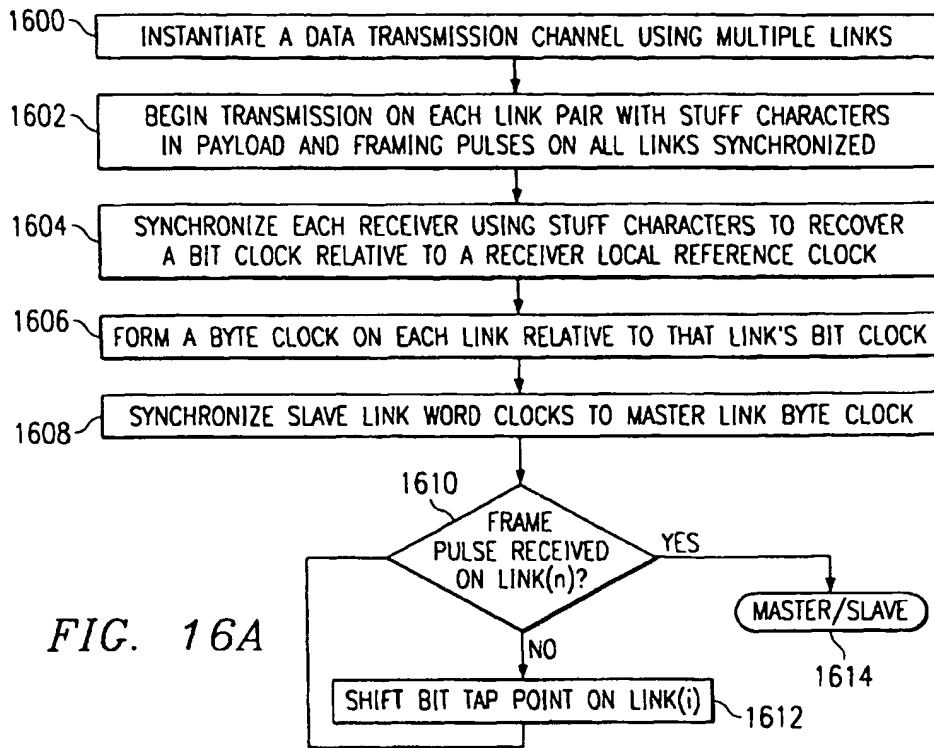 1600
INSTANTIATE A DATA TRANSMISSION CHANNEL USING MULTIPLE LINKS
1602
BEGIN TRANSMISSION ON EACH LINK PAIR WITH STUFF CHARACTERS
IN PAYLOAD AND FRAMING PULSES ON ALL LINKS SYNCHRONIZED
1604
SYNCHRONIZE EACH RECEIVER USING STUFF CHARACTERS TO RECOVER
A BIT CLOCK RELATIVE TO A RECEIVER LOCAL REFERENCE CLOCK
1606
FORM A BYTE CLOCK ON EACH LINK RELATIVE TO THAT LINK'S BIT CLOCK
1608
SYNCHRONIZE SLAVE LINK WORD CLOCKS TO MASTER LINK BYTE CLOCK
1610
FRAME
PULSE RECEIVED
ON LINK(n)?
YES
MASTER/SLAVE
1614
NO
SHIFT BIT TAP POINT ON LINK(i)
1612
FIG. 16A